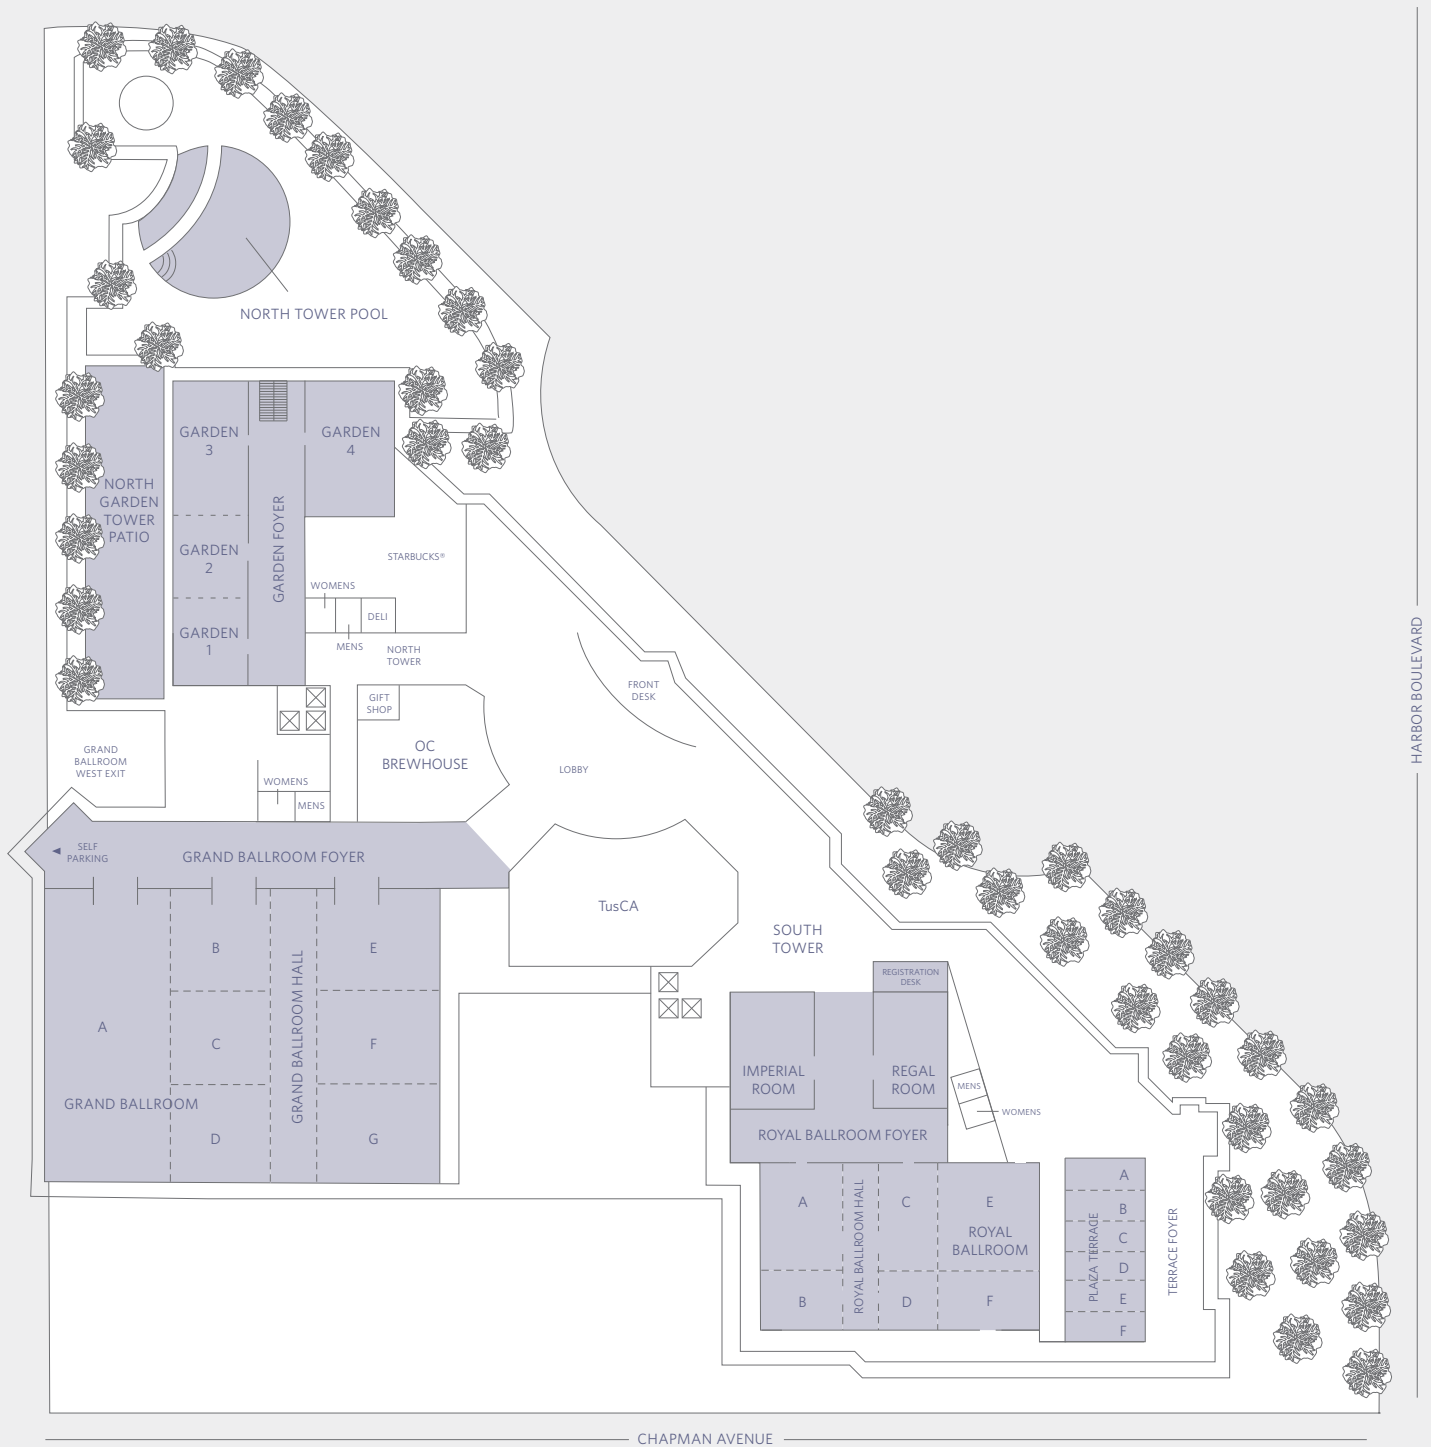 NORTH TOWER POOL
GARDEN
3
GARDEN
4
NORTH
GARDEN
TOWER
PATIO
GARDEN FOYER
GARDEN
2
STARBUCKS®
WOMENS
DELI
GARDEN
1
MENS
NORTH
TOWER
HARBOR BOULEVARD
FRONT
DESK
GIFT
SHOP
OC
BREWHOUSE
GRAND
BALLROOM
WEST EXIT
LOBBY
WOMENS
MENS
SELF
PARKING
GRAND BALLROOM FOYER
TusCA
SOUTH
TOWER
B
E
GRAND BALLROOM HALL
REGISTRATION
DESK
A
C
F
IMPERIAL
ROOM
REGAL
ROOM
MENS
WOMENS
GRAND BALLROOM
D
G
ROYAL BALLROOM FOYER
A
ROYAL BALLROOM HALL
C
E
ROYAL
BALLROOM
B
D
F
PLAZA TERRACE
A
B
C
D
E
F
TERRACE FOYER
CHAPMAN AVENUE